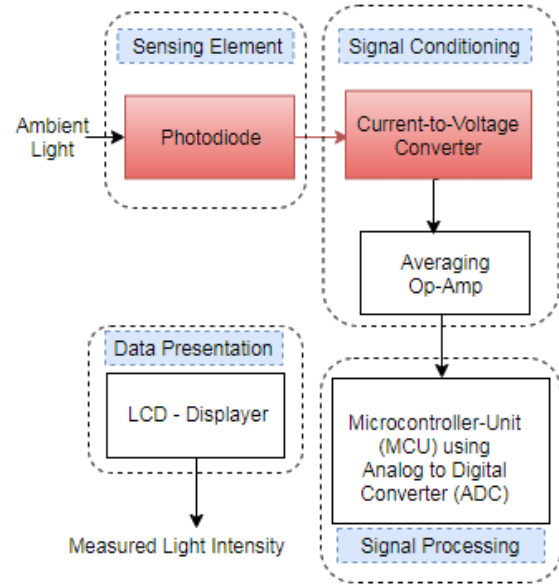 Sensing Element
Signal Conditioning
Ambient
Light
Photodiode
Current-to-Voltage
Converter
Averaging
Op-Amp
Data Presentation
LCD - Displayer
Microcontroller-Unit
(MCU) using
Analog to Digital
Converter (ADC)
Measured Light Intensity
Signal Processing